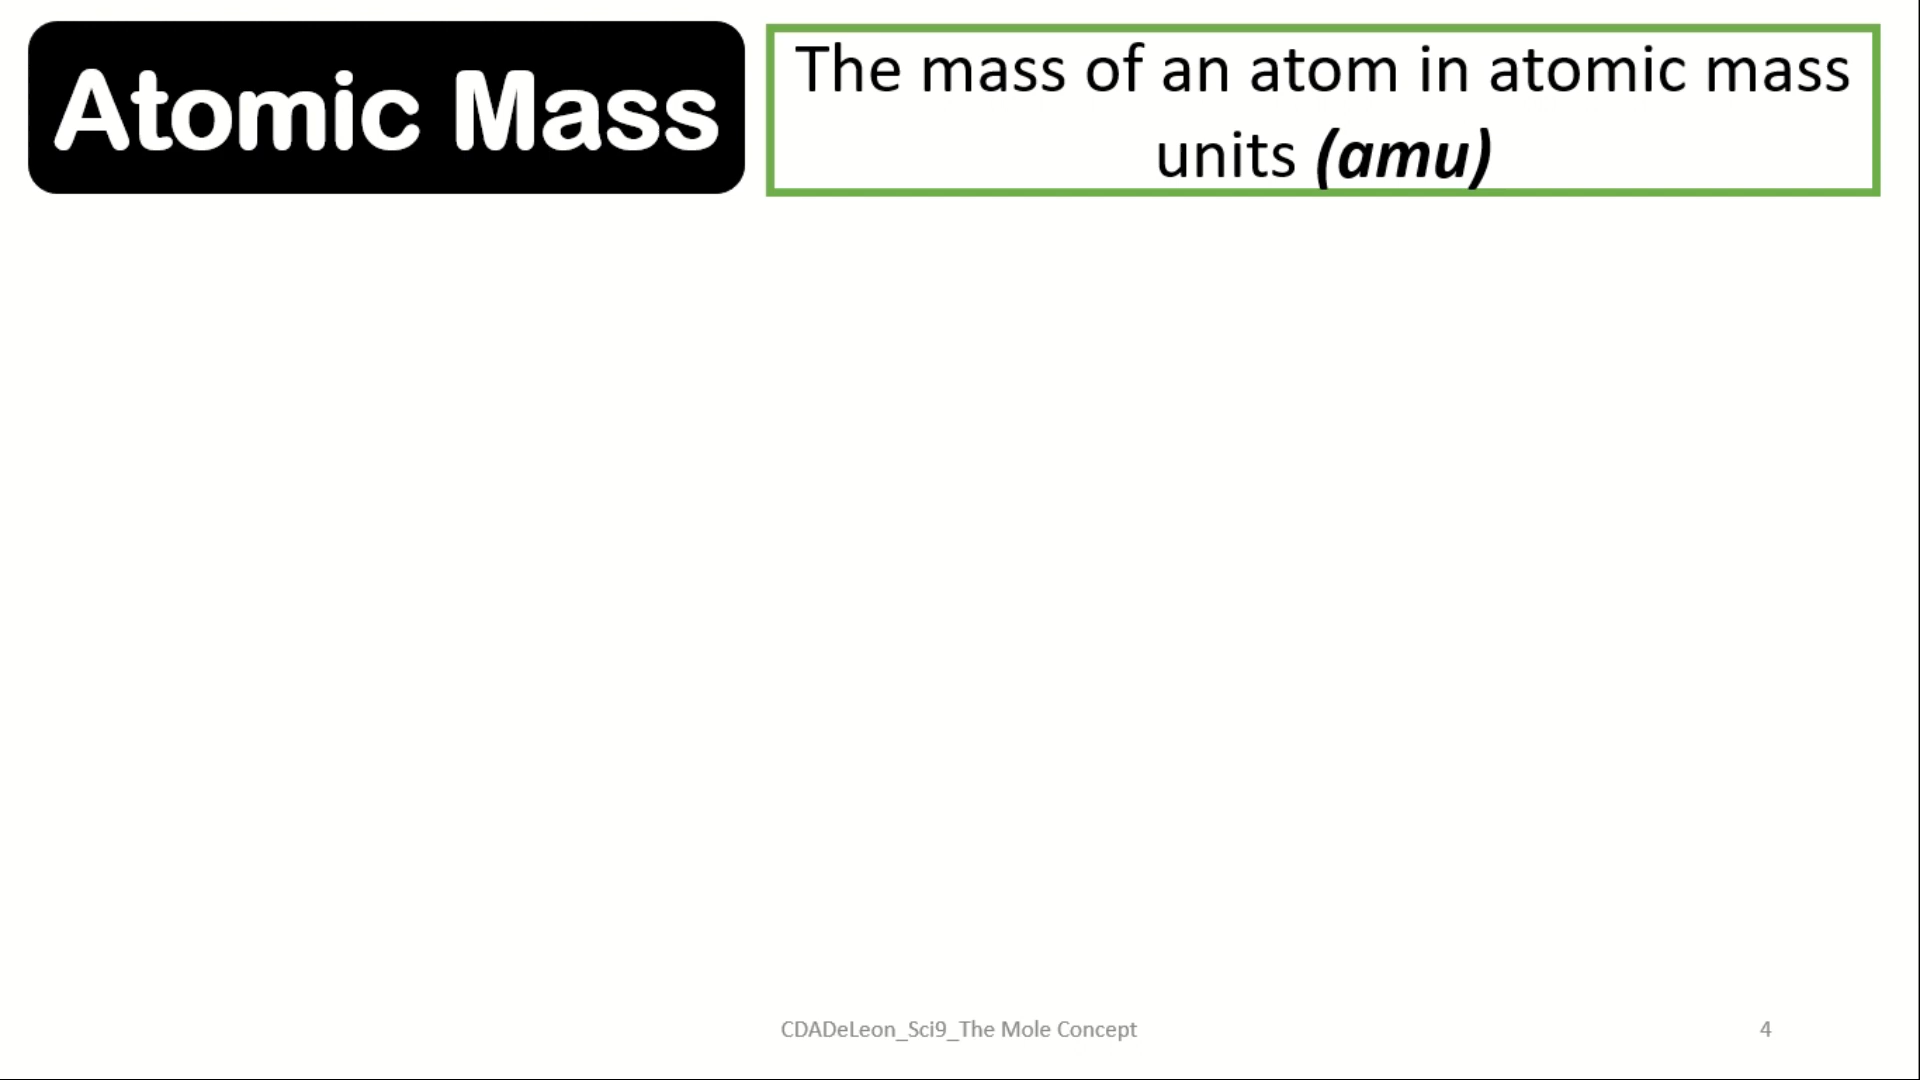 Atomic Mass
The mass of an atom in atomic mass
units (amu)
CDADeLeon_Sci9_The Mole Concept
4